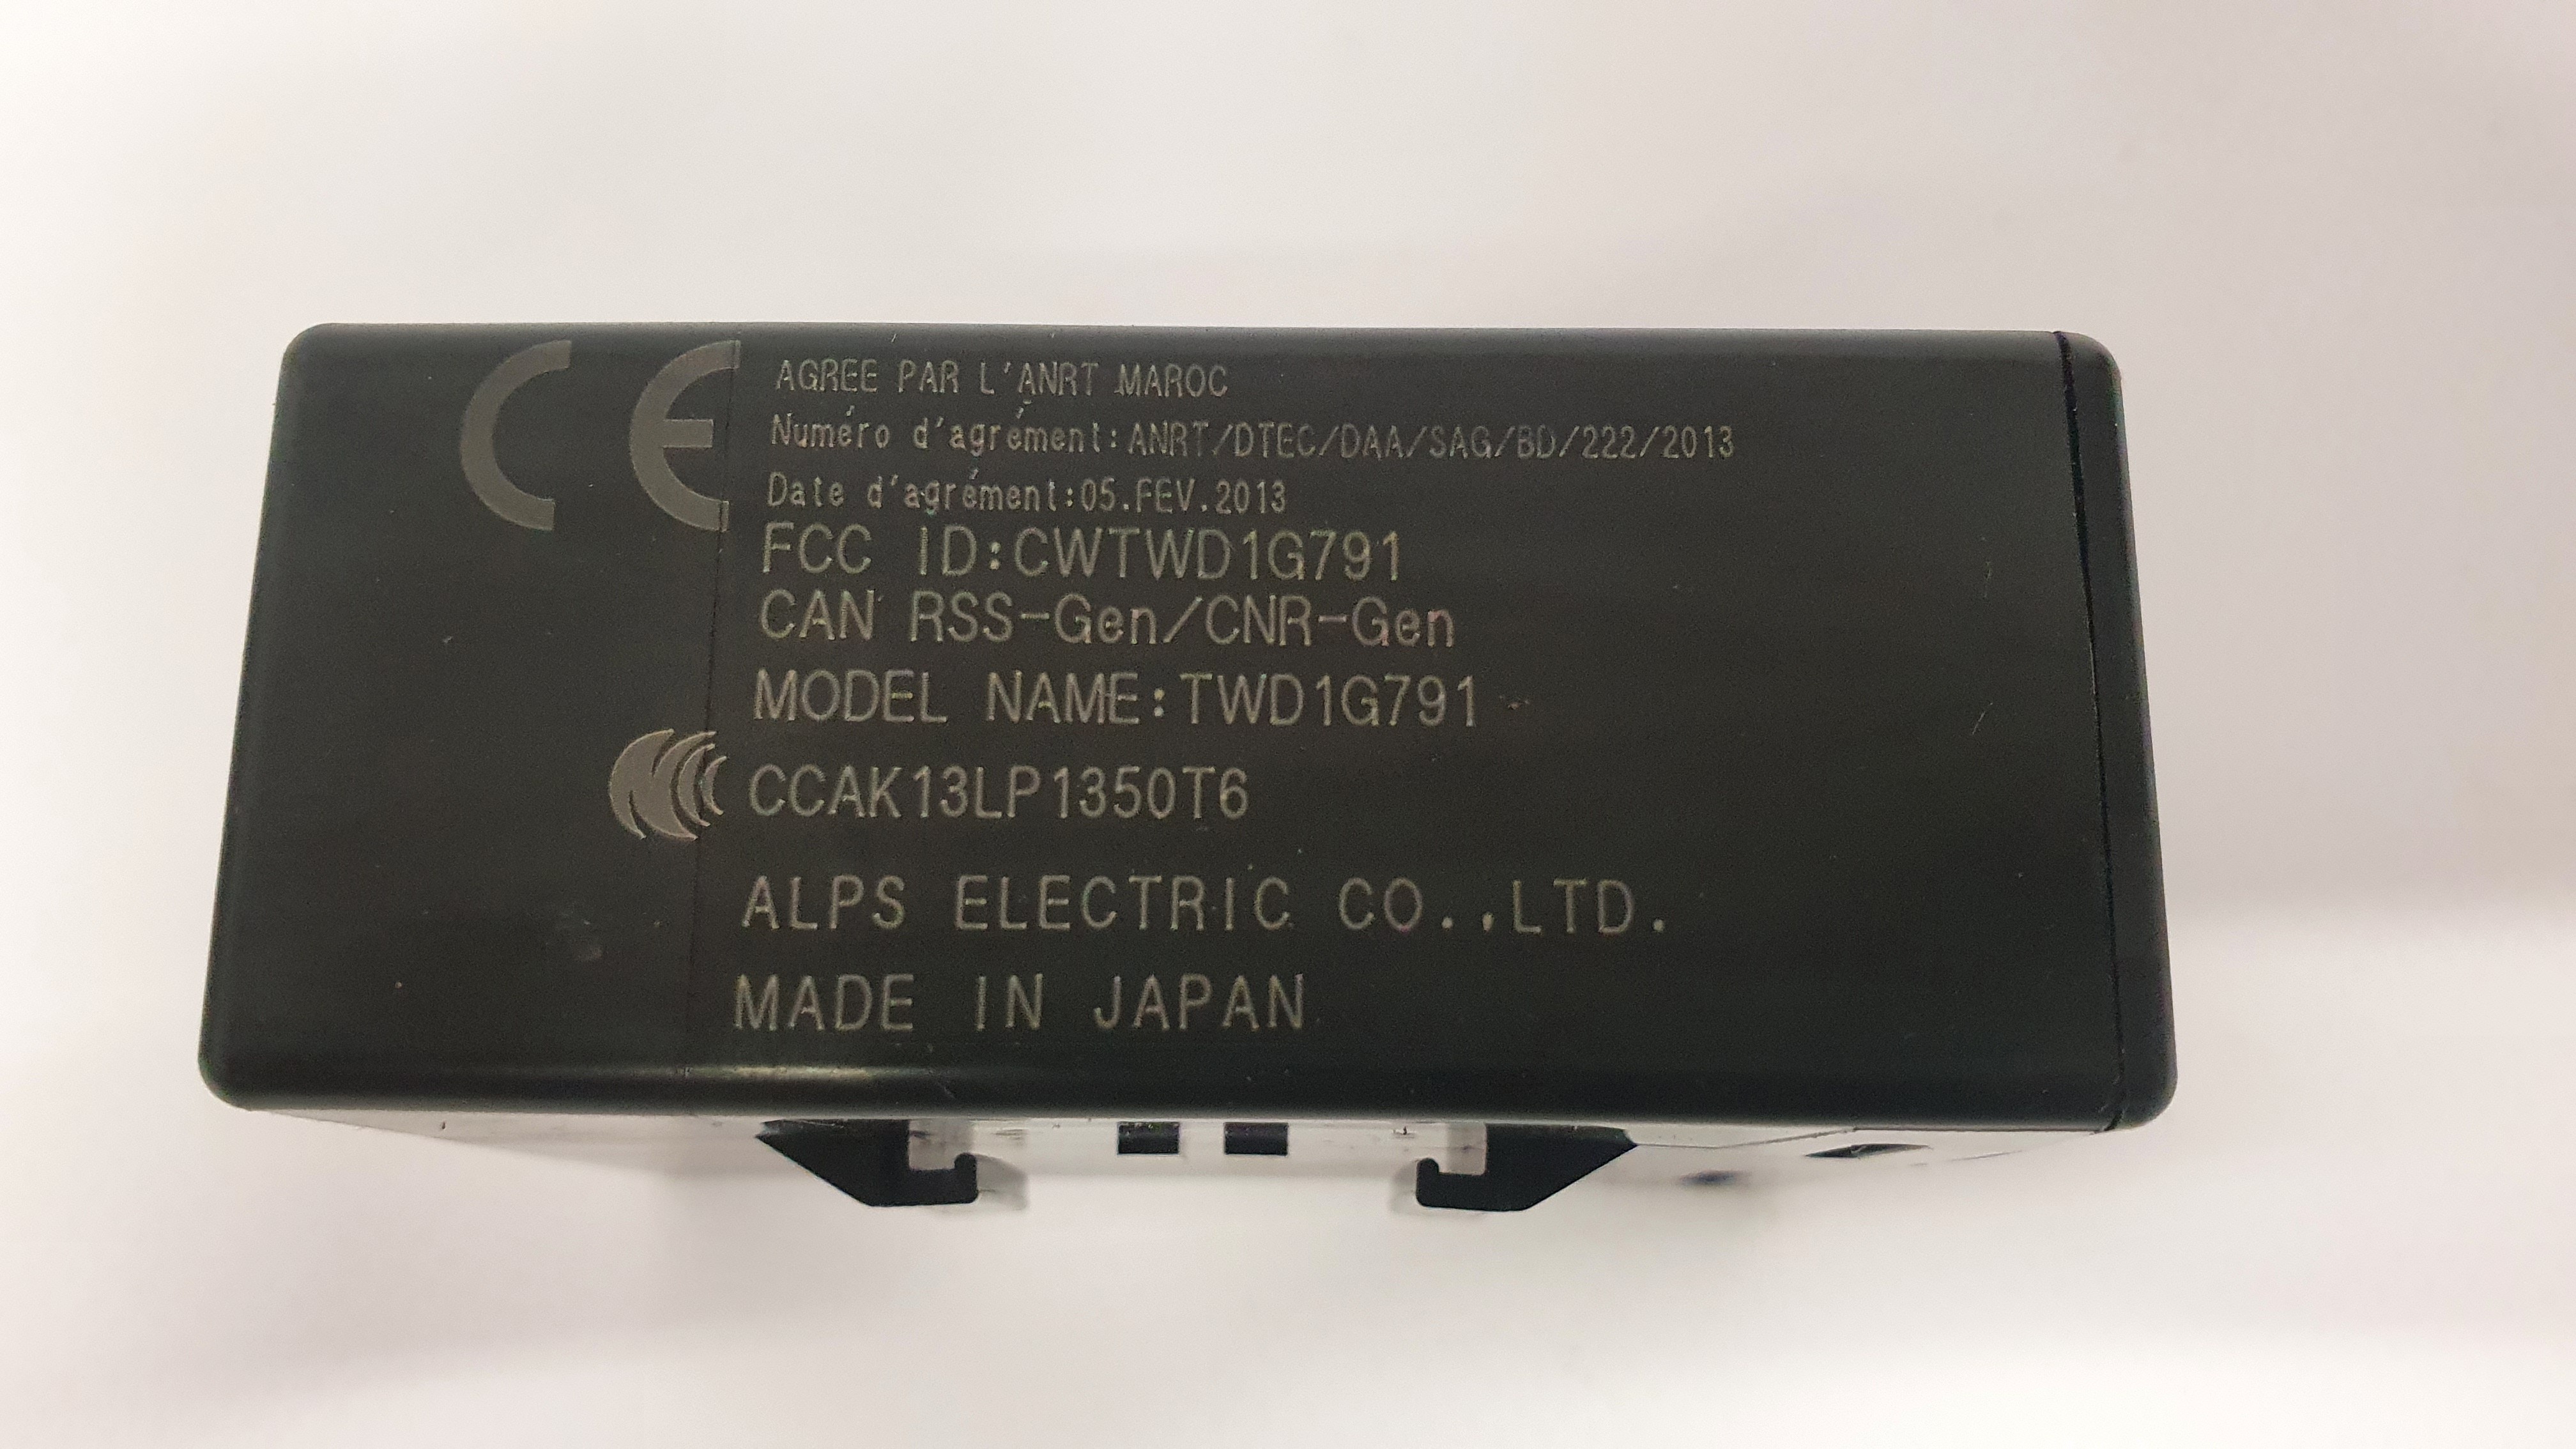 CE
AGREE PAR L'ANRT MAROC
Numéro d'agrément:ANRT/DTEC/DAA/SAG/BD/222/2013
Date d'agrément:05.FEV.2013
FCC ID:CWTWD1G791
CAN RSS-Gen/CNR-Gen
MODEL NAME:TWD1G791
CCAK13LP1350T6
ALPS ELECTRIC CO.,LTD.
MADE IN JAPAN